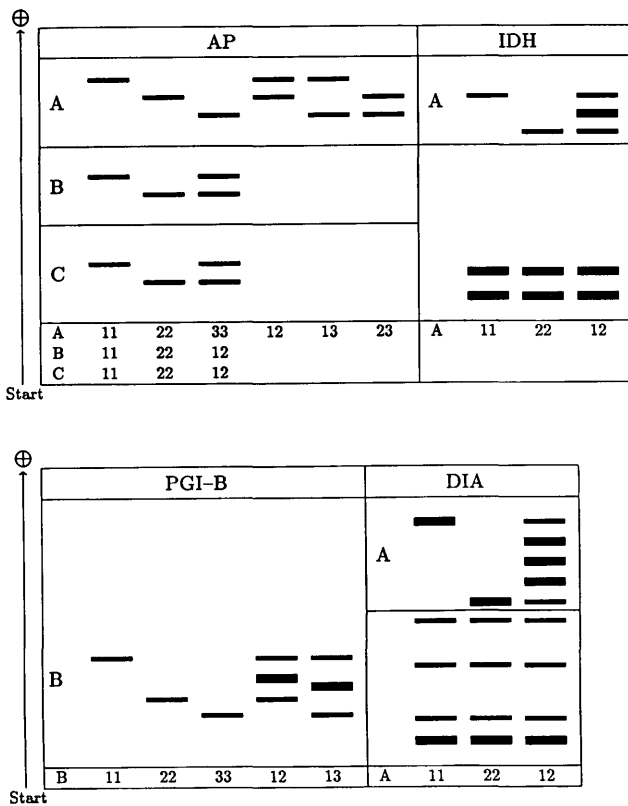 ⊕
AP IDH
A A
B
C
A 11 22 33 12 13 23 A 11 22 12
B 11 22 12
C 11 22 12
Start
⊕
PGI–B DIA
A
B
B 11 22 33 12 13 A 11 22 12
Start